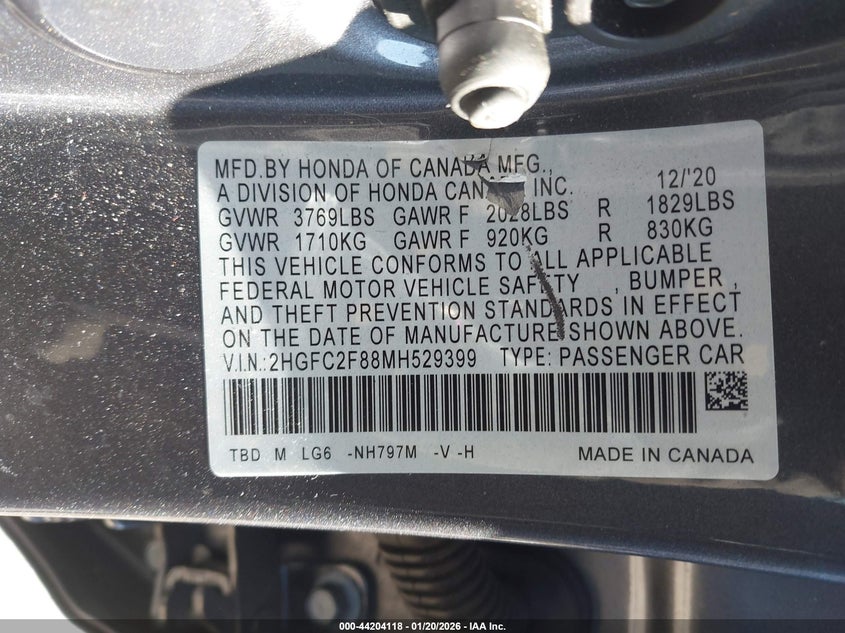 MFD.BY HONDA OF CANADA MFG.,
A DIVISION OF HONDA CANADA INC. 12/'20
GVWR 3769LBS GAWR F 2028LBS R 1829LBS
GVWR 1710KG GAWR F 920KG R 830KG
THIS VEHICLE CONFORMS TO ALL APPLICABLE
FEDERAL MOTOR VEHICLE SAFETY , BUMPER ,
AND THEFT PREVENTION STANDARDS IN EFFECT
ON THE DATE OF MANUFACTURE SHOWN ABOVE.
V.I.N.:2HGFC2F88MH529399 TYPE: PASSENGER CAR
TBD M LG6 -NH797M -V -H MADE IN CANADA
000-44204118 - 01/20/2026 - IAA Inc.